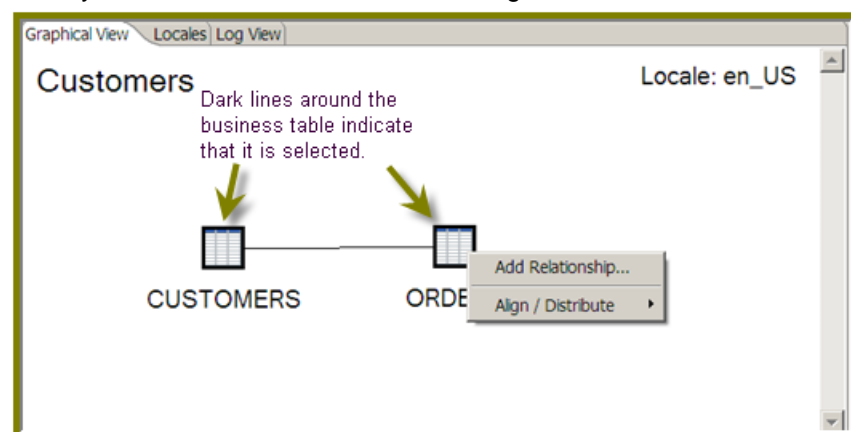 Graphical View Locales Log View
Customers
Locale: en_US
Dark lines around the
business table indicate
that it is selected.
CUSTOMERS
ORDE
Add Relationship...
Align / Distribute